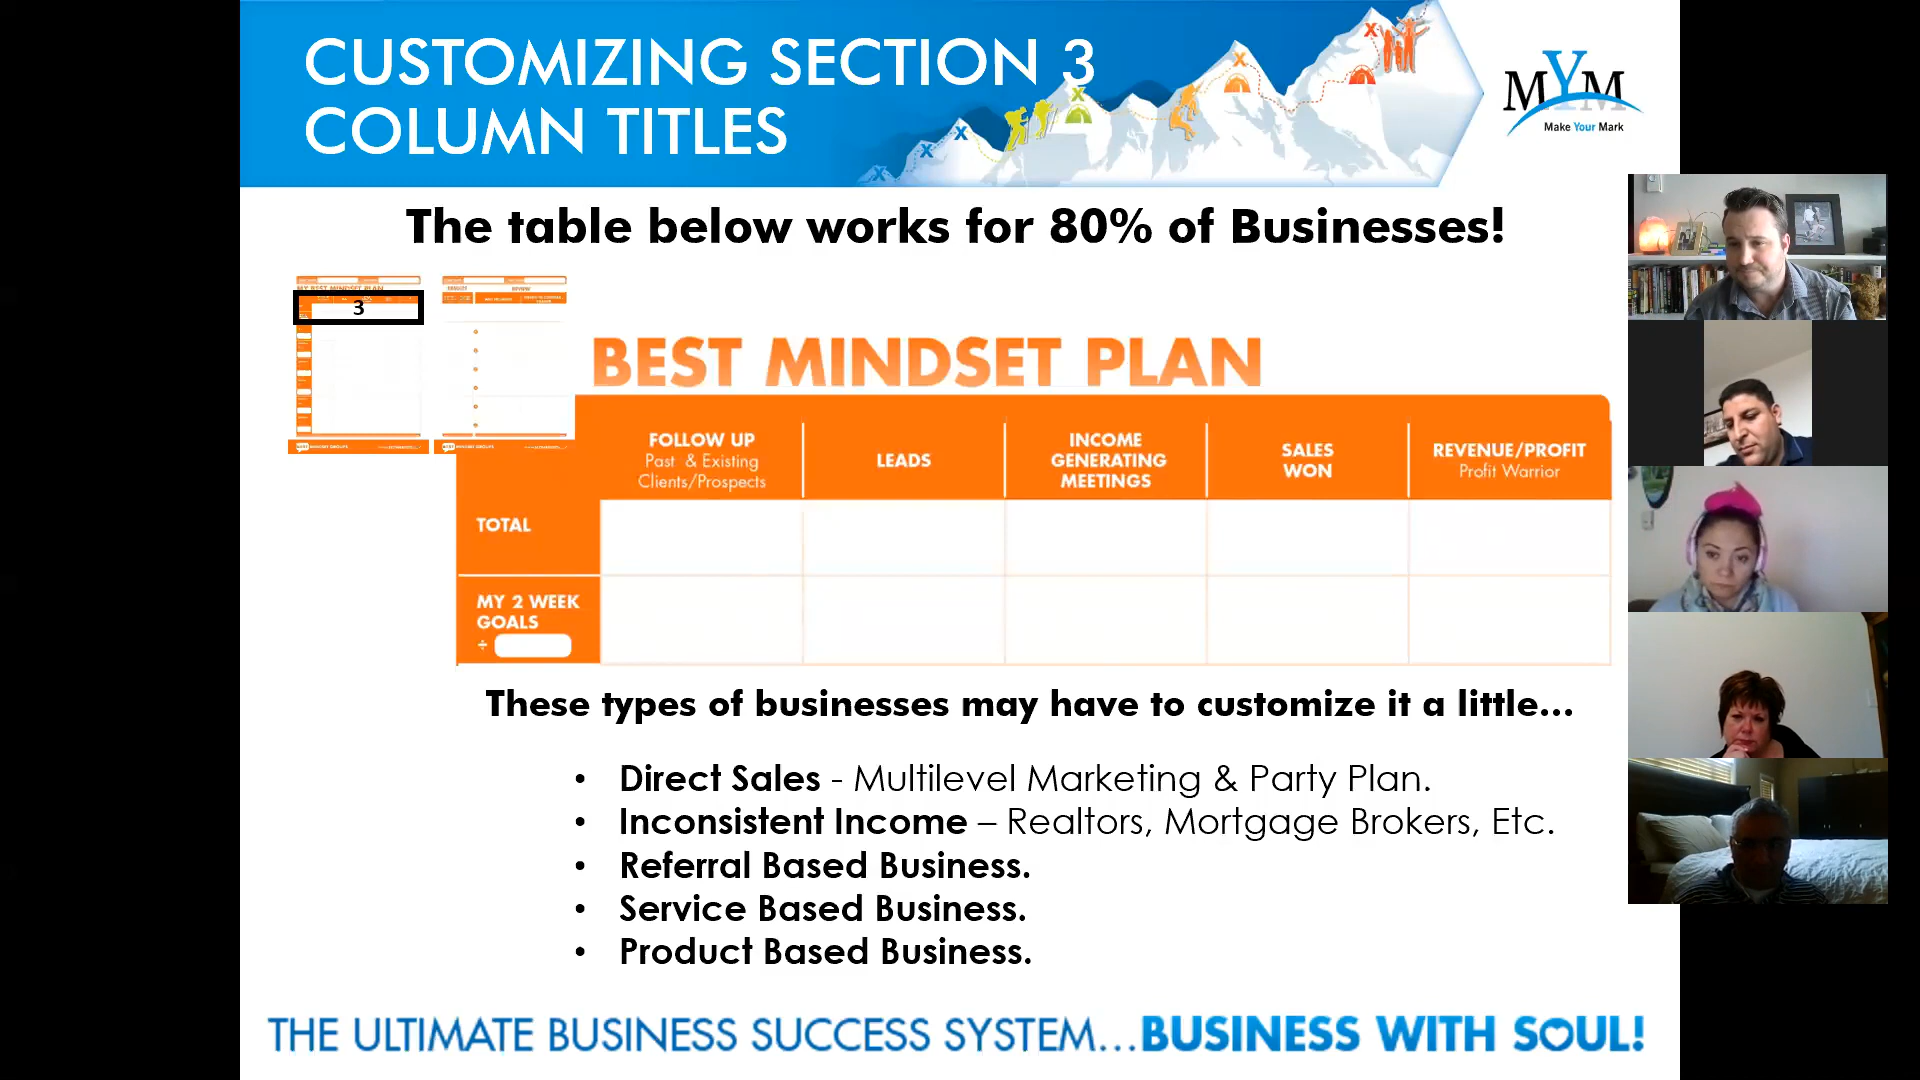 CUSTOMIZING SECTION 3
COLUMN TITLES
MYM
Make Your Mark
The table below works for 80% of Businesses!
MY BEST MINDSET PLAN
3
BEST MINDSET PLAN
FOLLOW UP
Past & Existing
Clients/Prospects
LEADS
INCOME
GENERATING
MEETINGS
SALES
WON
REVENUE/PROFIT
Profit Warrior
TOTAL
MY 2 WEEK
GOALS
÷
These types of businesses may have to customize it a little...
• Direct Sales - Multilevel Marketing & Party Plan.
• Inconsistent Income – Realtors, Mortgage Brokers, Etc.
• Referral Based Business.
• Service Based Business.
• Product Based Business.
THE ULTIMATE BUSINESS SUCCESS SYSTEM...BUSINESS WITH SOUL!